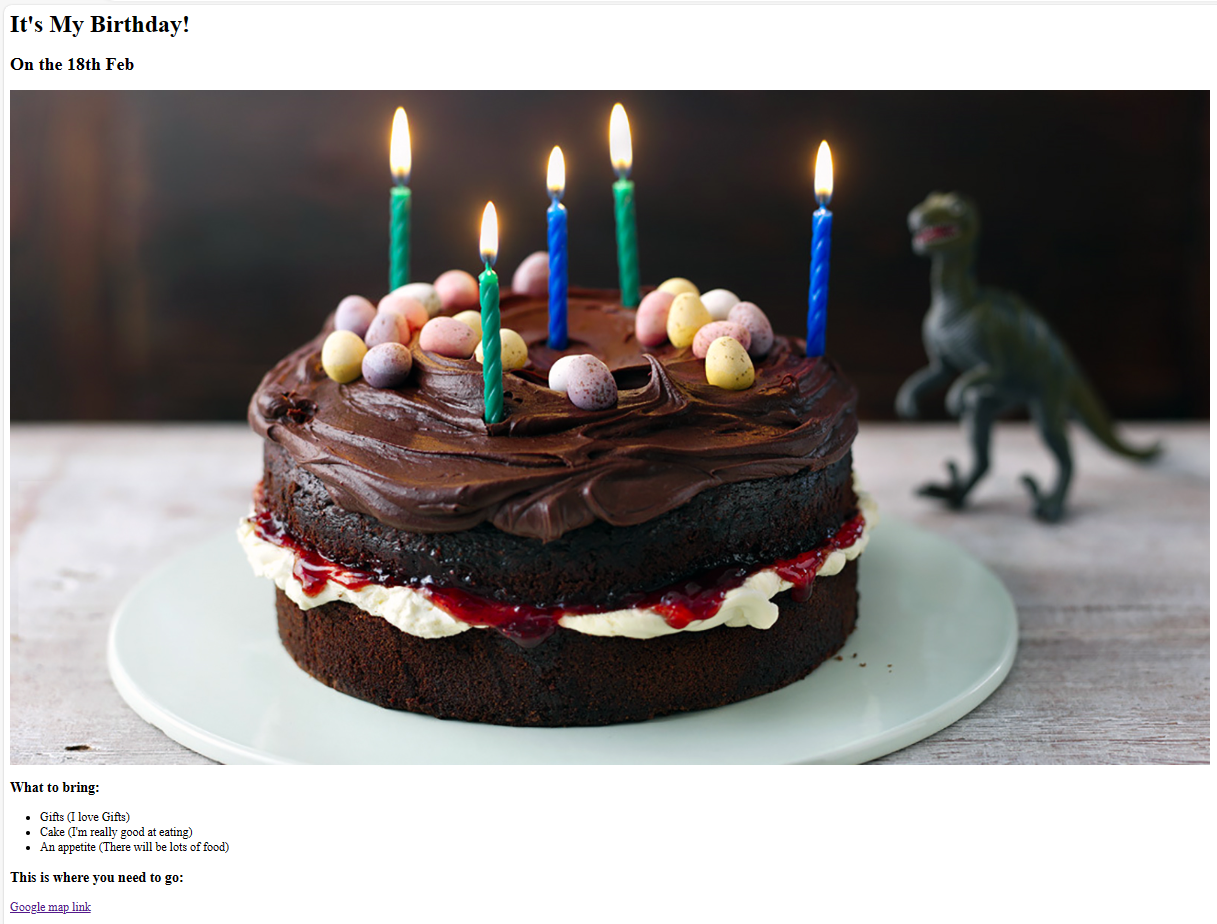 It's My Birthday!
On the 18th Feb
What to bring:
Gifts (I love Gifts)
Cake (I'm really good at eating)
An appetite (There will be lots of food)
This is where you need to go:
Google map link